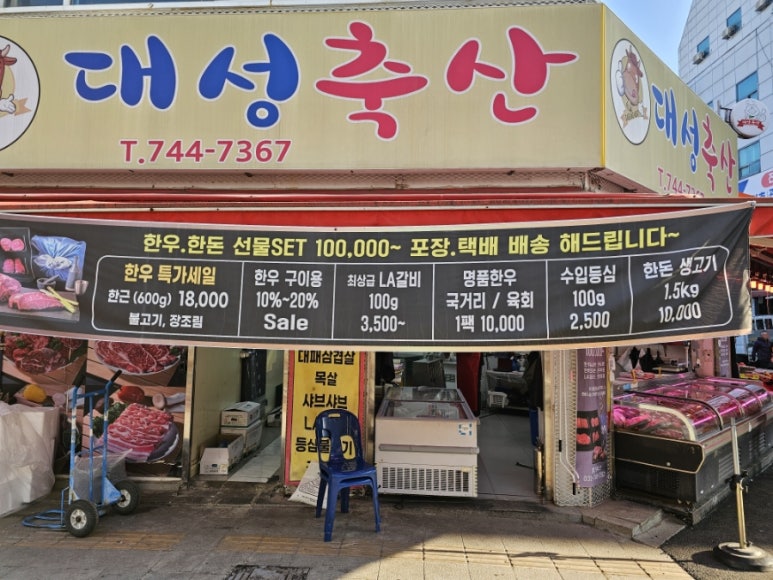 대성축산
T.744-7367
대성축산
T.744-7367
한우.한돈 선물SET 100,000~ 포장.택배 배송 해드립니다~
한우 특가세일
한근 (600g) 18,000
불고기, 장조림
한우 구이용
10%~20%
Sale
최상급 LA갈비
100g
3,500~
명품한우
국거리 / 육회
1팩 10,000
수입등심
100g
2,500
한돈 생고기
1.5kg
10,000
대패삼겹살
목살
샤브샤브